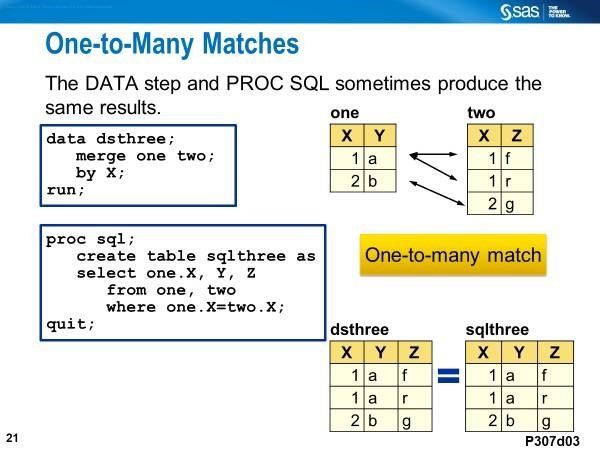 sas THE POWER TO KNOW.
One-to-Many Matches
The DATA step and PROC SQL sometimes produce the
same results.
data dsthree;
merge one two;
by X;
run;
one
X Y
1 a
2 b
two
X Z
1 f
1 r
2 g
proc sql;
create table sqlthree as
select one.X, Y, Z
from one, two
where one.X=two.X;
quit;
One-to-many match
dsthree
X Y Z
1 a f
1 a r
2 b g
=
sqlthree
X Y Z
1 a f
1 a r
2 b g
21
P307d03